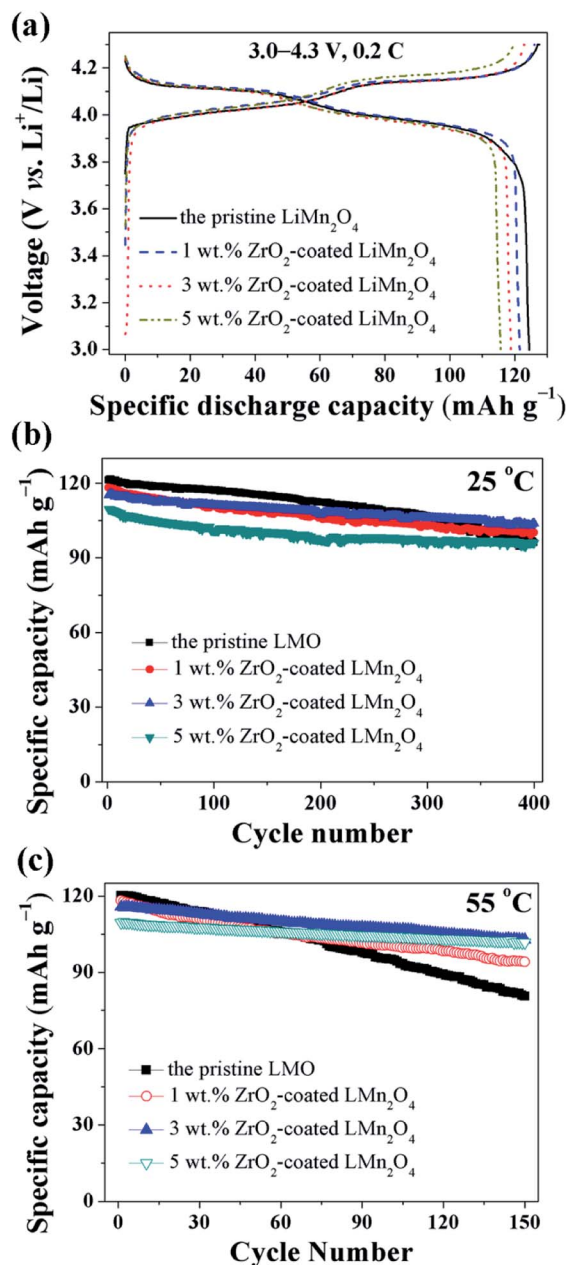 (a)
3.0–4.3 V, 0.2 C
Voltage (V vs. Li⁺/Li)
4.2
4.0
3.8
3.6
3.4
3.2
3.0
the pristine LiMn₂O₄
1 wt.% ZrO₂-coated LiMn₂O₄
3 wt.% ZrO₂-coated LiMn₂O₄
5 wt.% ZrO₂-coated LiMn₂O₄
0 20 40 60 80 100 120
Specific discharge capacity (mAh g⁻¹)
(b)
25 °C
Specific capacity (mAh g⁻¹)
120
90
60
30
0
the pristine LMO
1 wt.% ZrO₂-coated LMn₂O₄
3 wt.% ZrO₂-coated LMn₂O₄
5 wt.% ZrO₂-coated LMn₂O₄
0 100 200 300 400
Cycle number
(c)
55 °C
Specific capacity (mAh g⁻¹)
120
90
60
30
0
the pristine LMO
1 wt.% ZrO₂-coated LMn₂O₄
3 wt.% ZrO₂-coated LMn₂O₄
5 wt.% ZrO₂-coated LMn₂O₄
0 30 60 90 120 150
Cycle Number